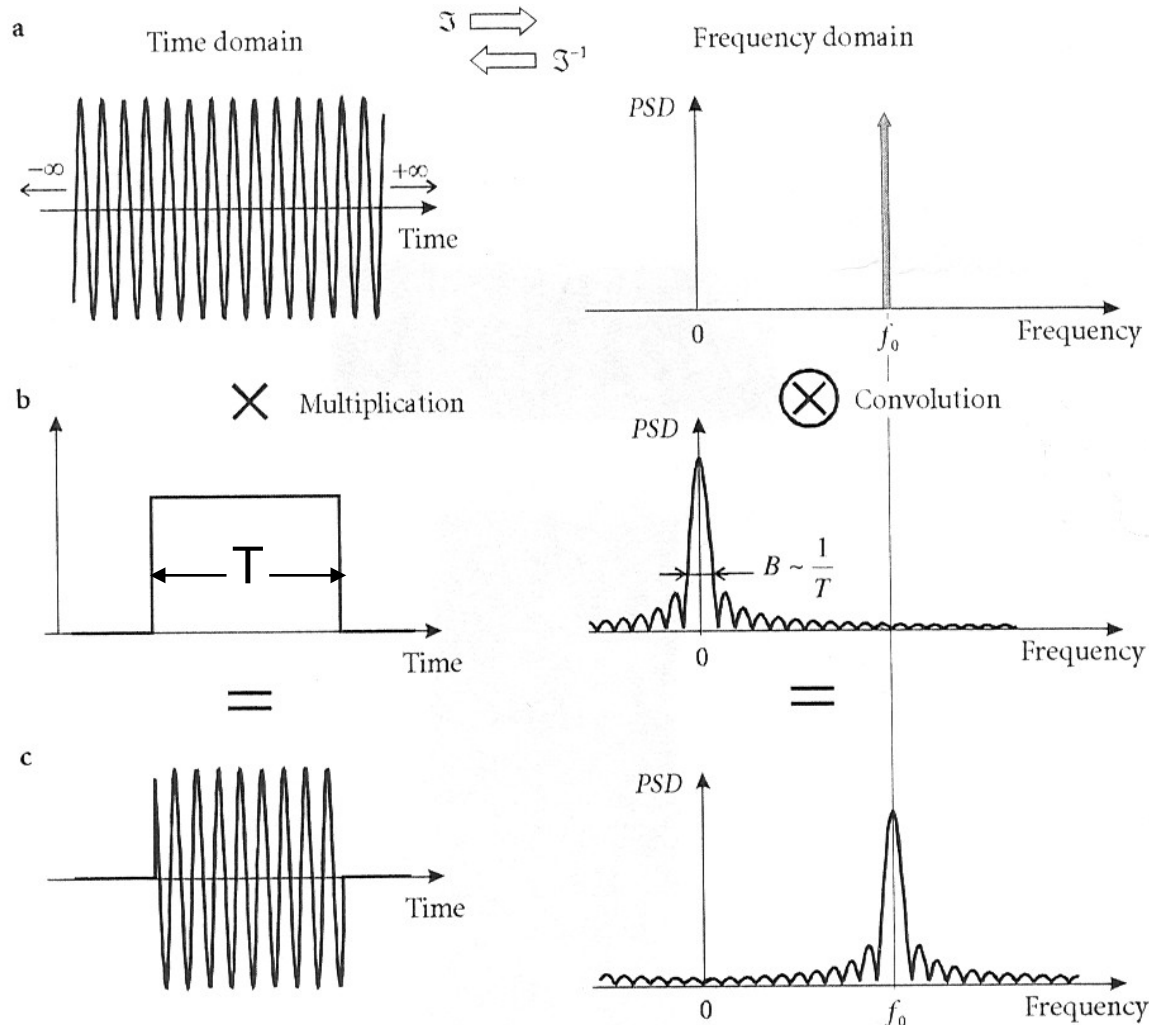 a
Time domain
ℑ
ℑ⁻¹
Frequency domain
PSD
−∞
+∞
Time
0
f₀
Frequency
b
× Multiplication
⊗ Convolution
PSD
T
B ~ 1/T
Time
0
Frequency
=
=
c
PSD
Time
0
f₀
Frequency